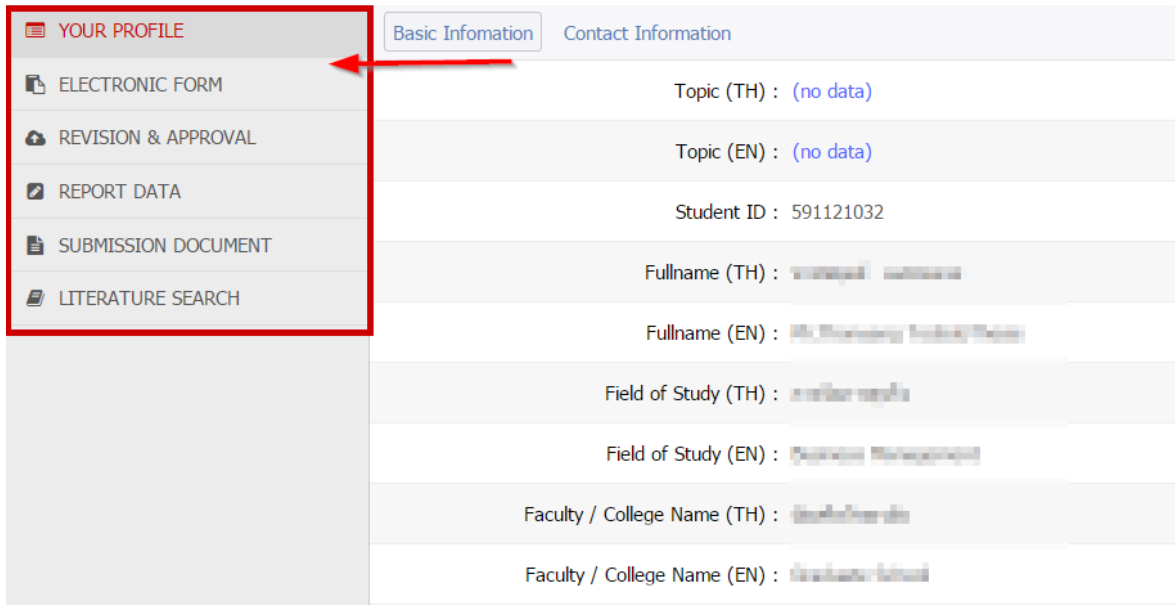 YOUR PROFILE
ELECTRONIC FORM
REVISION & APPROVAL
REPORT DATA
SUBMISSION DOCUMENT
LITERATURE SEARCH
Basic Infomation Contact Information
Topic (TH) : (no data)
Topic (EN) : (no data)
Student ID : 591121032
Fullname (TH) :
Fullname (EN) :
Field of Study (TH) :
Field of Study (EN) :
Faculty / College Name (TH) :
Faculty / College Name (EN) :